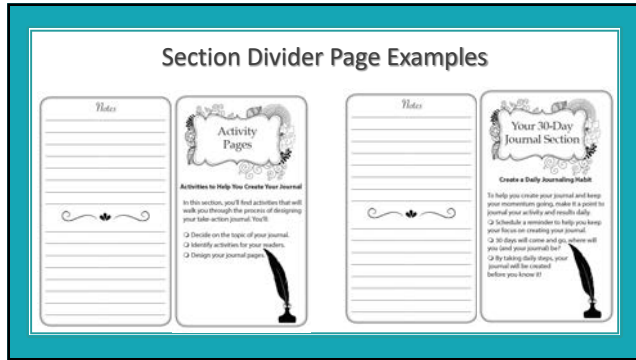 Section Divider Page Examples
Notes
Activity
Pages
Activities to Help You Create Your Journal
In this section, you'll find activities that will
walk you through the process of designing
your take-action journal. You'll:
❍ Decide on the topic of your journal.
❍ Identify activities for your readers.
❍ Design your journal pages.
Notes
Your 30-Day
Journal Section
Create a Daily Journaling Habit
To help you create your journal and keep
your momentum going, make it a point to
journal your activity and results daily.
❍ Schedule a reminder to help you keep
your focus on creating your journal.
❍ 30 days will come and go, where will
you (and your journal) be?
❍ By taking daily steps, your
journal will be created
before you know it!